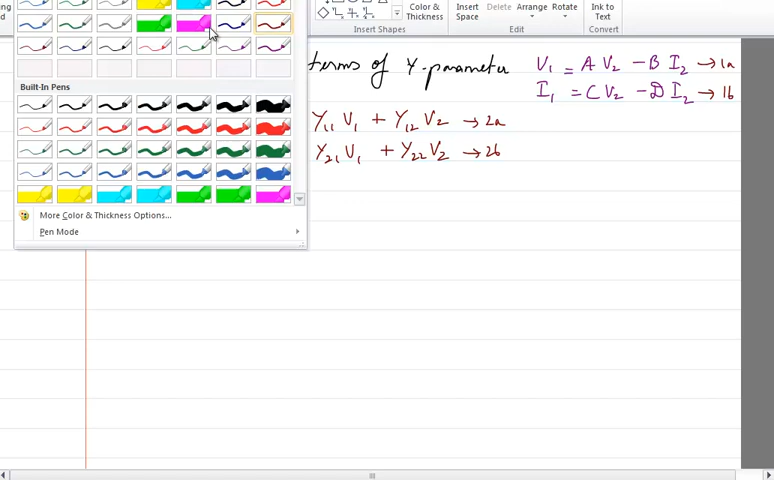 Color & Thickness
Insert Space
Delete
Arrange
Rotate
Ink to Text
Insert Shapes
Edit
Convert
terms of Y-parameter
V₁ = A V₂ - B I₂ → 1a
I₁ = C V₂ - D I₂ → 1b
Built-In Pens
Y₁₁ V₁ + Y₁₂ V₂ → 2a
Y₂₁ V₁ + Y₂₂ V₂ → 2b
More Color & Thickness Options...
Pen Mode